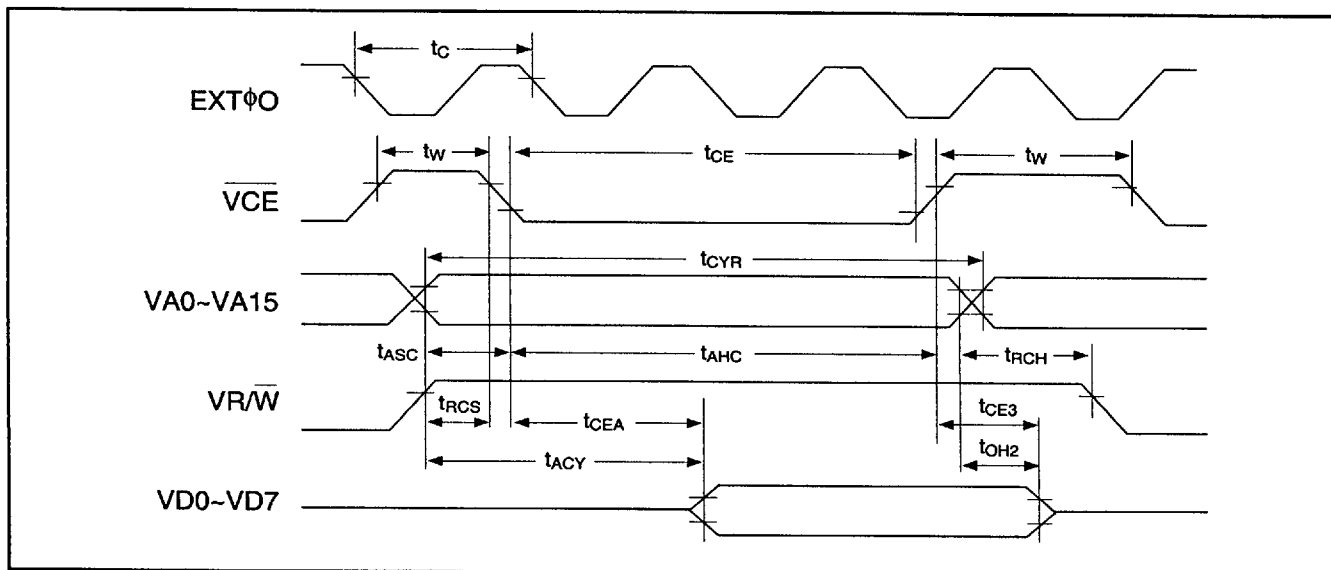 tC
EXTφO
tW
tCE
tW
VCE
tCYR
VA0~VA15
tASC
tAHC
tRCH
VR/W
tRCS
tCEA
tCE3
tACY
tOH2
VD0~VD7